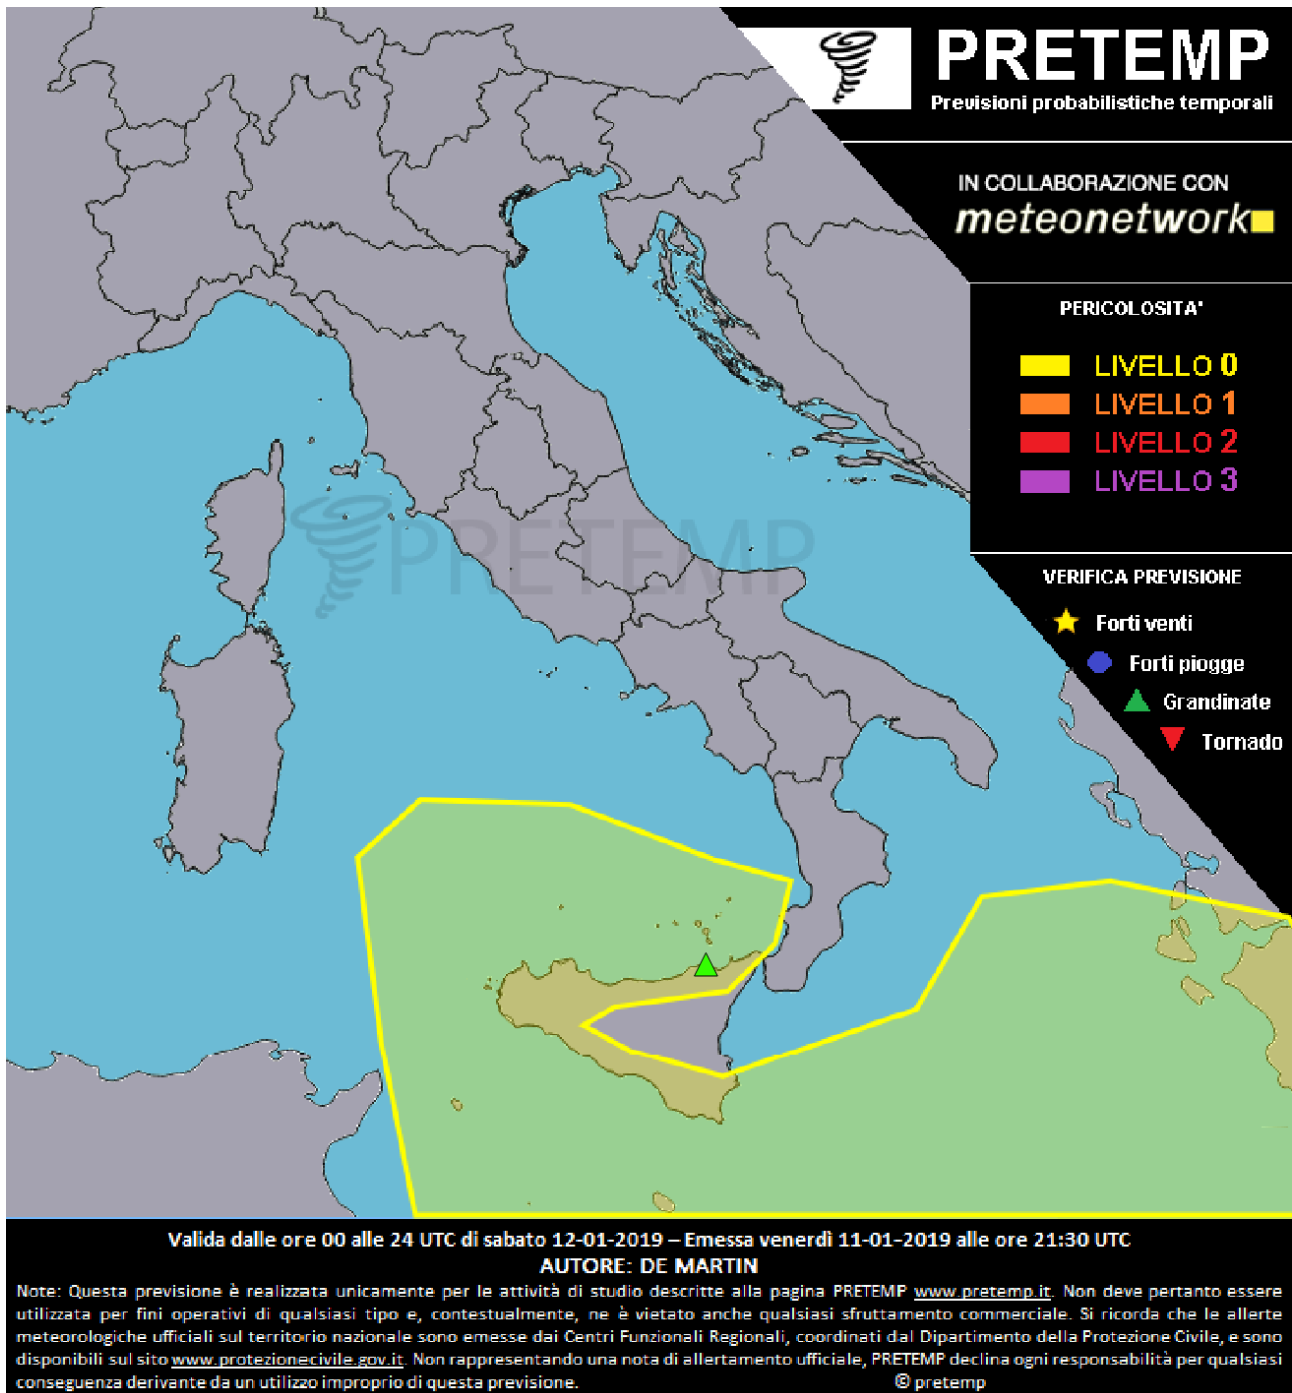 PRETEMP
Previsioni probabilistiche temporali
IN COLLABORAZIONE CON
meteonetwork
PERICOLOSITA'
LIVELLO 0
LIVELLO 1
LIVELLO 2
LIVELLO 3
PRETEMP
VERIFICA PREVISIONE
Forti venti
Forti piogge
Grandinate
Tornado
Valida dalle ore 00 alle 24 UTC di sabato 12-01-2019 – Emessa venerdì 11-01-2019 alle ore 21:30 UTC
AUTORE: DE MARTIN
Note: Questa previsione è realizzata unicamente per le attività di studio descritte alla pagina PRETEMP www.pretemp.it. Non deve pertanto essere
utilizzata per fini operativi di qualsiasi tipo e, contestualmente, ne è vietato anche qualsiasi sfruttamento commerciale. Si ricorda che le allerte
meteorologiche ufficiali sul territorio nazionale sono emesse dai Centri Funzionali Regionali, coordinati dal Dipartimento della Protezione Civile, e sono
disponibili sul sito www.protezionecivile.gov.it. Non rappresentando una nota di allertamento ufficiale, PRETEMP declina ogni responsabilità per qualsiasi
conseguenza derivante da un utilizzo improprio di questa previsione.
© pretemp